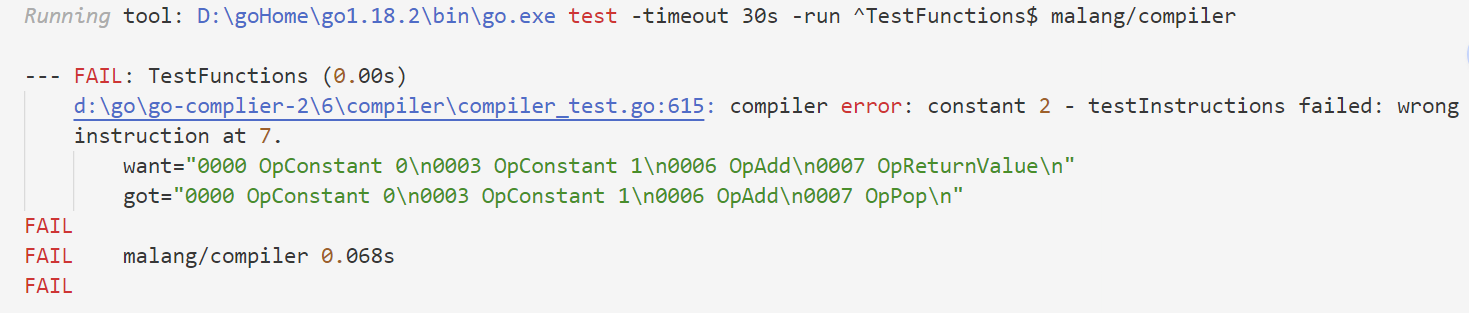 Running tool: D:\goHome\go1.18.2\bin\go.exe test -timeout 30s -run ^TestFunctions$ malang/compiler
--- FAIL: TestFunctions (0.00s)
d:\go\go-complier-2\6\compiler\compiler_test.go:615: compiler error: constant 2 - testInstructions failed: wrong
instruction at 7.
want="0000 OpConstant 0\n0003 OpConstant 1\n0006 OpAdd\n0007 OpReturnValue\n"
got="0000 OpConstant 0\n0003 OpConstant 1\n0006 OpAdd\n0007 OpPop\n"
FAIL
FAIL malang/compiler 0.068s
FAIL